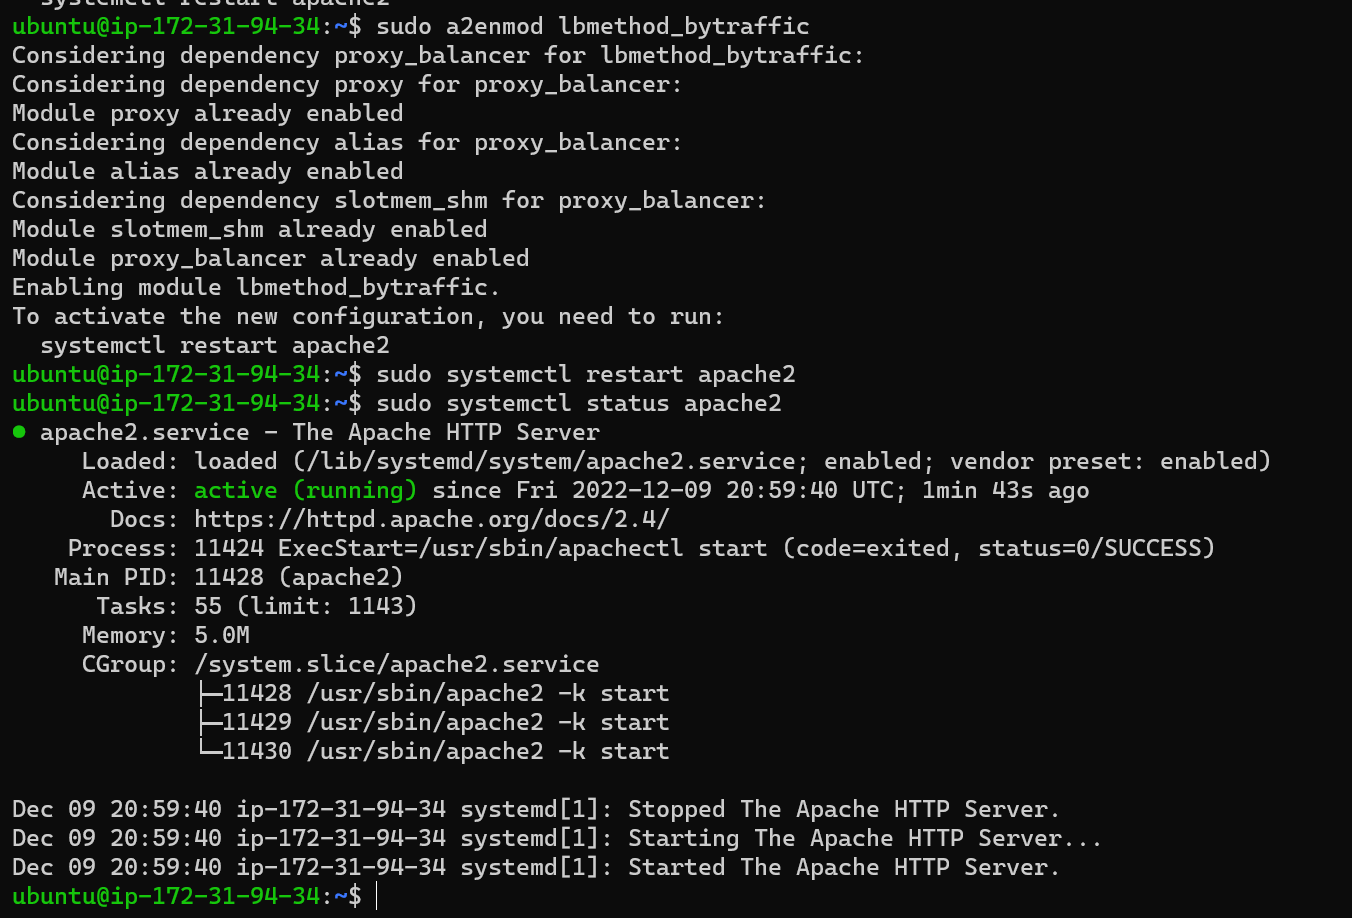 systemctl restart apache2
ubuntu@ip-172-31-94-34:~$ sudo a2enmod lbmethod_bytraffic
Considering dependency proxy_balancer for lbmethod_bytraffic:
Considering dependency proxy for proxy_balancer:
Module proxy already enabled
Considering dependency alias for proxy_balancer:
Module alias already enabled
Considering dependency slotmem_shm for proxy_balancer:
Module slotmem_shm already enabled
Module proxy_balancer already enabled
Enabling module lbmethod_bytraffic.
To activate the new configuration, you need to run:
  systemctl restart apache2
ubuntu@ip-172-31-94-34:~$ sudo systemctl restart apache2
ubuntu@ip-172-31-94-34:~$ sudo systemctl status apache2
● apache2.service - The Apache HTTP Server
     Loaded: loaded (/lib/systemd/system/apache2.service; enabled; vendor preset: enabled)
     Active: active (running) since Fri 2022-12-09 20:59:40 UTC; 1min 43s ago
       Docs: https://httpd.apache.org/docs/2.4/
    Process: 11424 ExecStart=/usr/sbin/apachectl start (code=exited, status=0/SUCCESS)
   Main PID: 11428 (apache2)
      Tasks: 55 (limit: 1143)
     Memory: 5.0M
     CGroup: /system.slice/apache2.service
             ├─11428 /usr/sbin/apache2 -k start
             ├─11429 /usr/sbin/apache2 -k start
             └─11430 /usr/sbin/apache2 -k start
Dec 09 20:59:40 ip-172-31-94-34 systemd[1]: Stopped The Apache HTTP Server.
Dec 09 20:59:40 ip-172-31-94-34 systemd[1]: Starting The Apache HTTP Server...
Dec 09 20:59:40 ip-172-31-94-34 systemd[1]: Started The Apache HTTP Server.
ubuntu@ip-172-31-94-34:~$